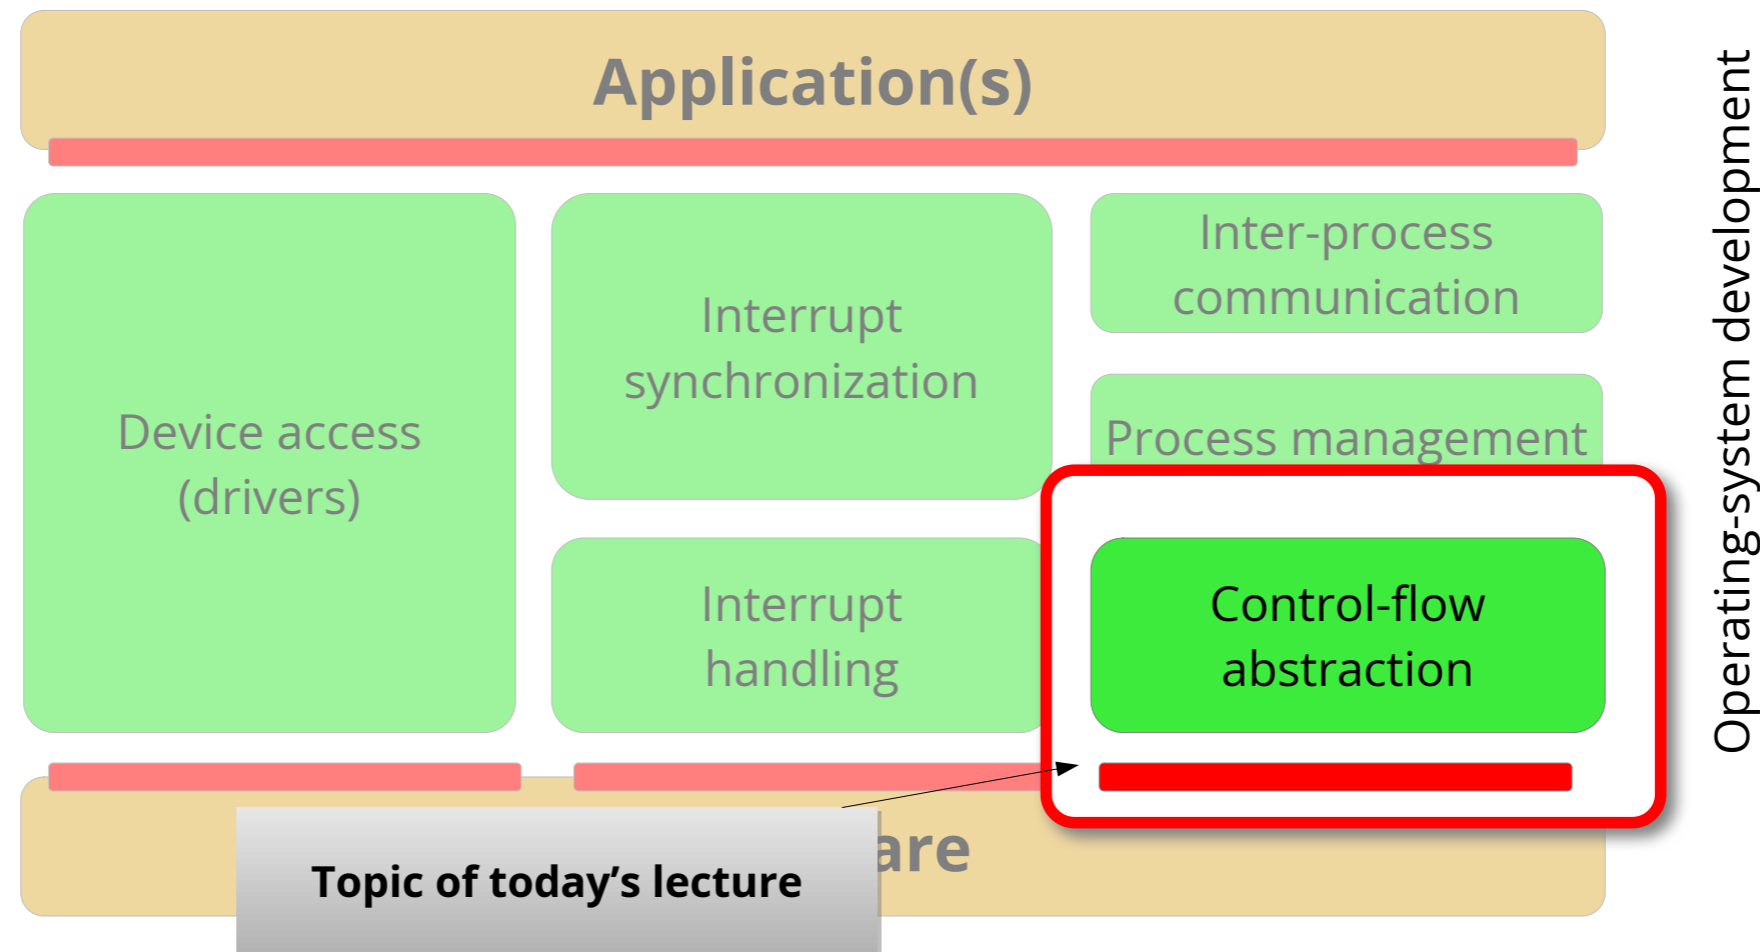 Application(s)
Device access
(drivers)
Interrupt
synchronization
Interrupt
handling
Inter-process
communication
Process management
Control-flow
abstraction
are
Topic of today’s lecture
Operating-system development